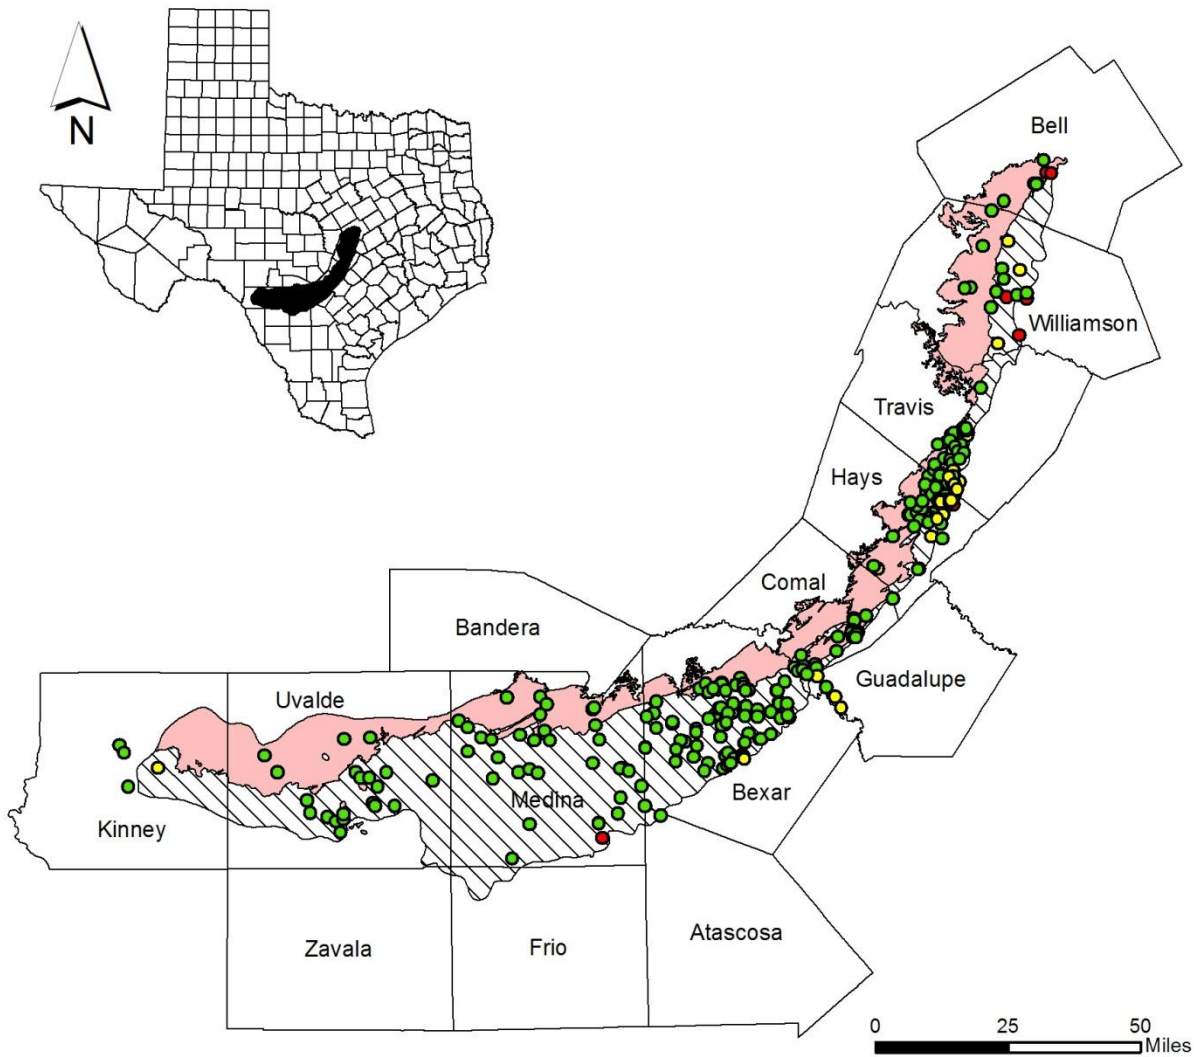 N
Bell
Williamson
Travis
Hays
Comal
Bandera
Guadalupe
Uvalde
Medina
Bexar
Kinney
Atascosa
Zavala
Frio
0 25 50
Miles